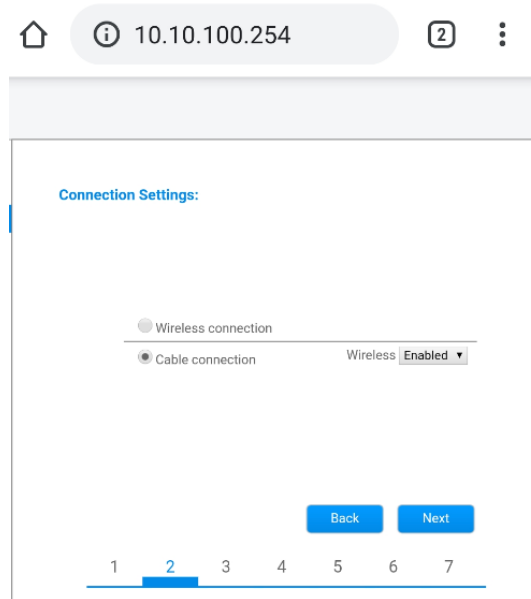 10.10.100.254 2
Connection Settings:
Wireless connection
Cable connection Wireless Enabled
Back Next
1 2 3 4 5 6 7